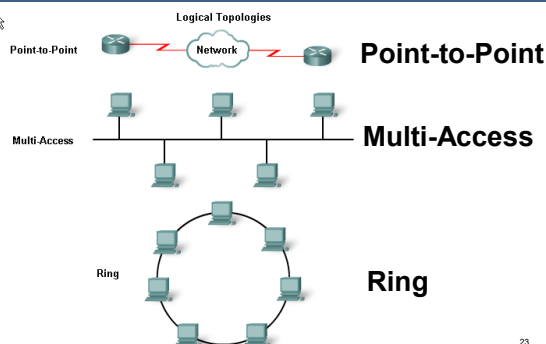 Logical Topologies
Point-to-Point
Network
Point-to-Point
Multi-Access
Multi-Access
Ring
Ring
23